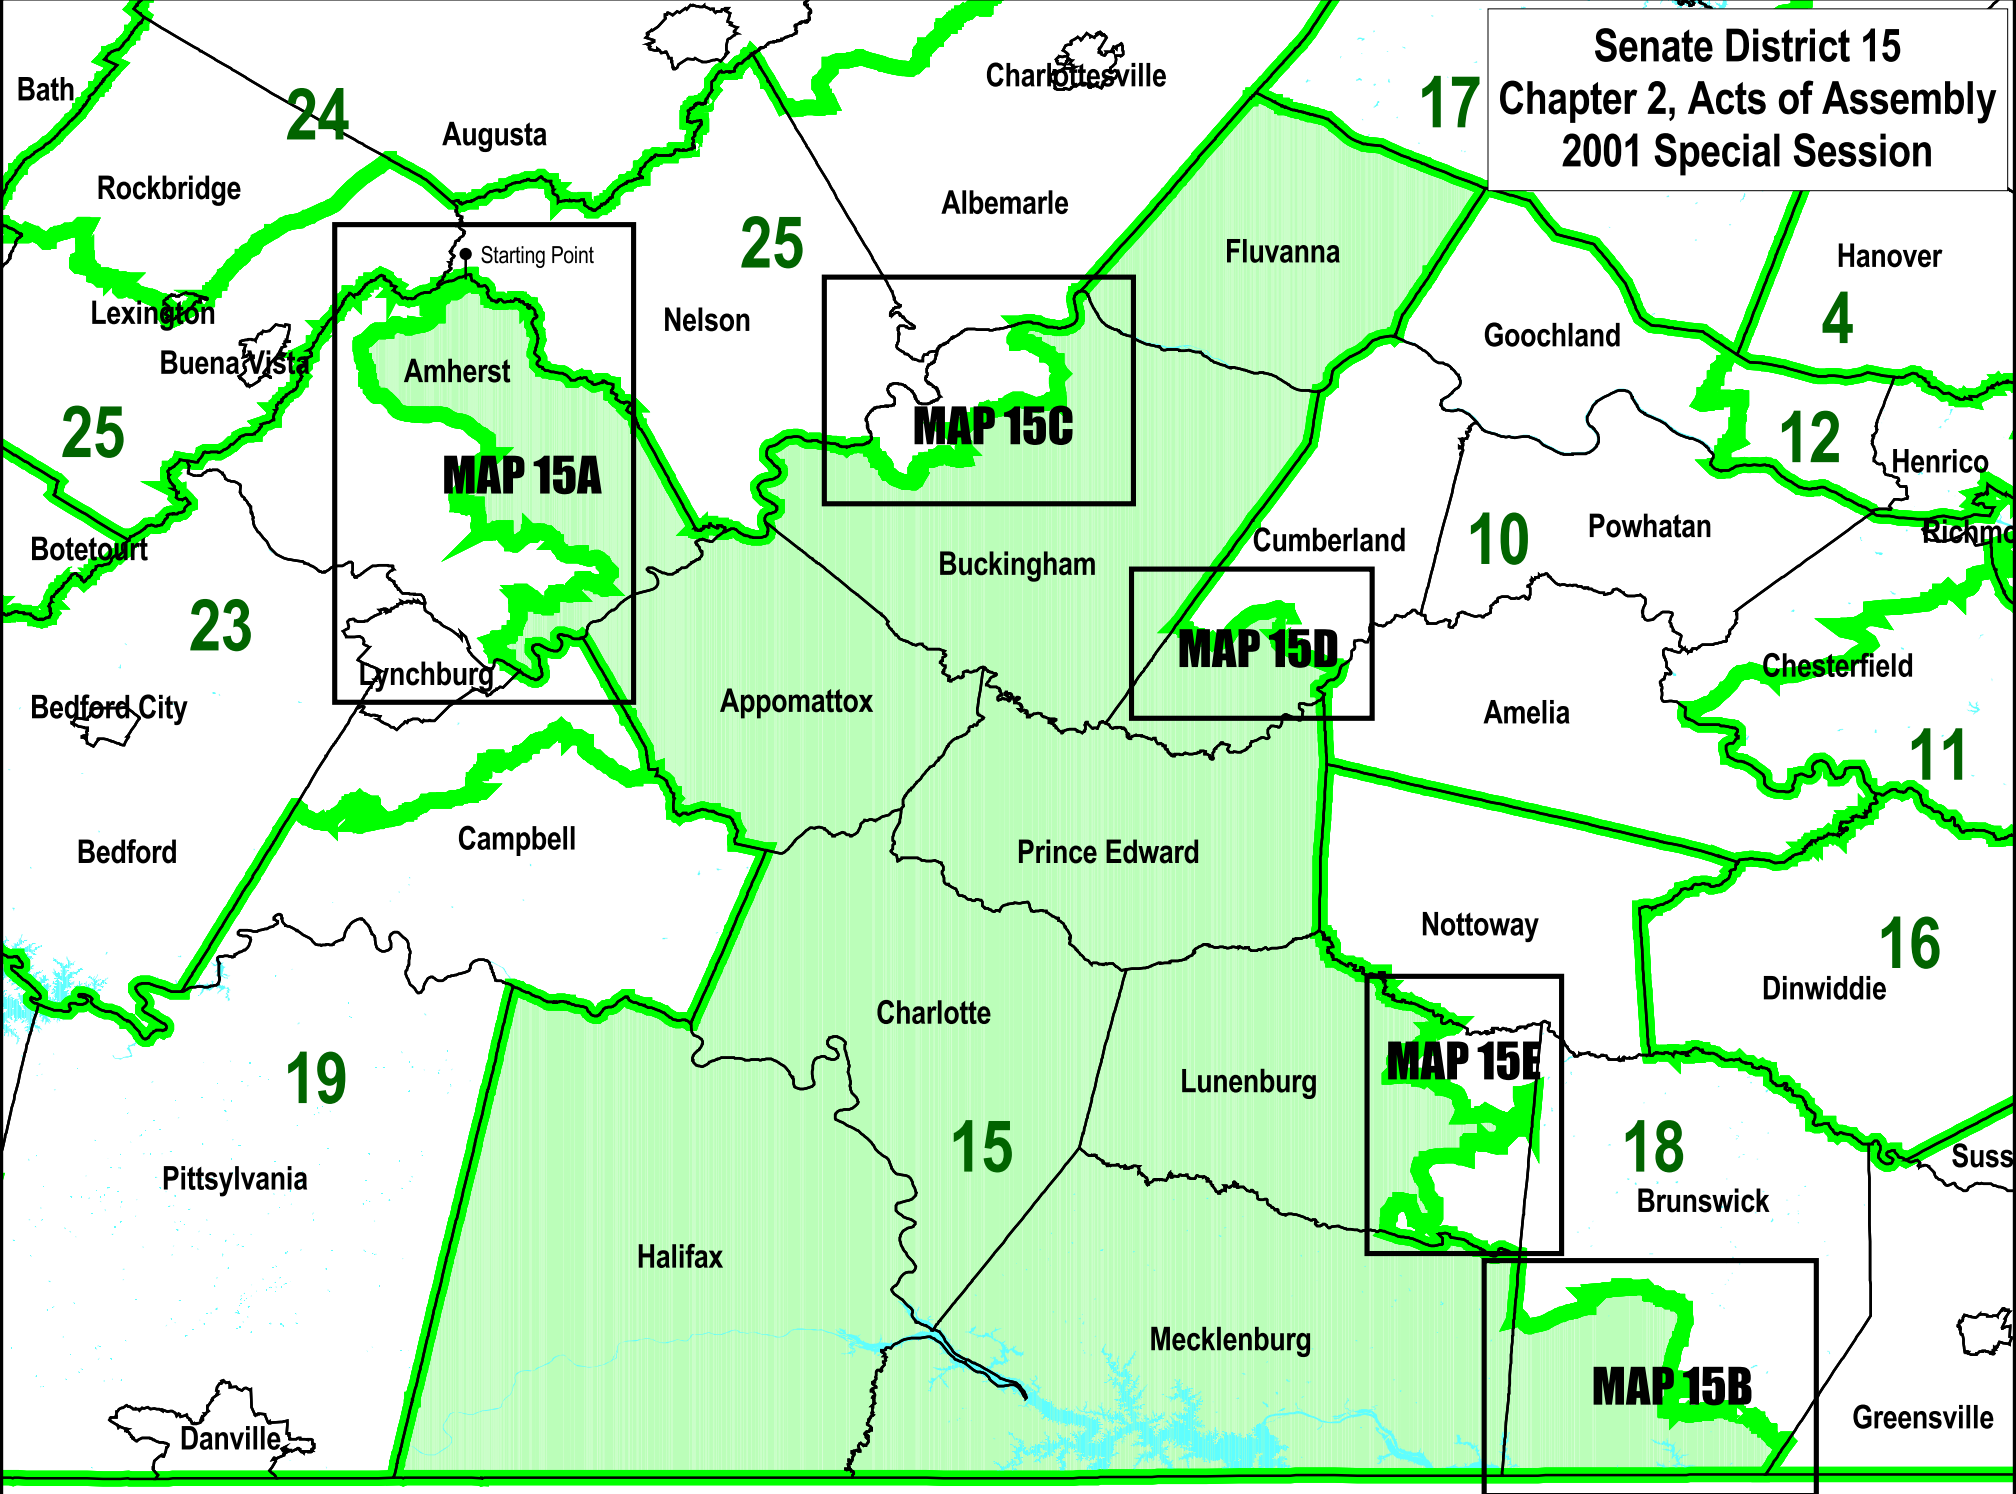 Senate District 15
Chapter 2, Acts of Assembly
2001 Special Session
Bath
24
Augusta
Charlottesville
17
Rockbridge
Albemarle
25
Fluvanna
Hanover
Starting Point
Lexington
Nelson
Goochland
4
Buena Vista
Amherst
25
MAP 15A
MAP 15C
12
Henrico
Botetourt
Buckingham
Cumberland
10
Powhatan
Richmo
23
MAP 15D
Lynchburg
Chesterfield
Bedford City
Appomattox
Amelia
11
Bedford
Campbell
Prince Edward
Nottoway
16
Dinwiddie
Charlotte
19
Lunenburg
MAP 15E
15
18
Suss
Pittsylvania
Brunswick
Halifax
Mecklenburg
MAP 15B
Danville
Greensville